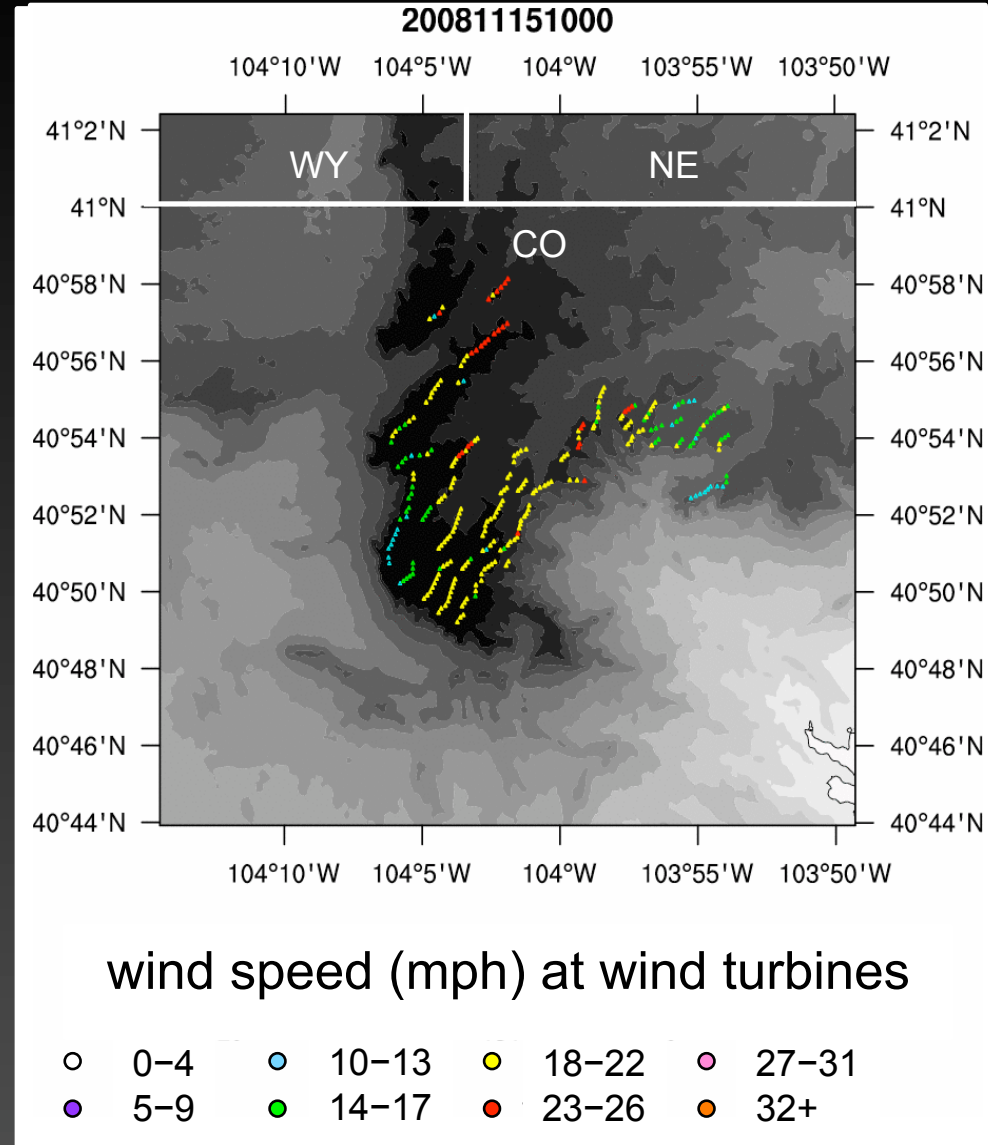 200811151000
104°10'W 104°5'W 104°W 103°55'W 103°50'W
41°2'N 41°2'N
WY NE
41°N 41°N
CO
40°58'N 40°58'N
40°56'N 40°56'N
40°54'N 40°54'N
40°52'N 40°52'N
40°50'N 40°50'N
40°48'N 40°48'N
40°46'N 40°46'N
40°44'N 40°44'N
104°10'W 104°5'W 104°W 103°55'W 103°50'W
wind speed (mph) at wind turbines
0−4 10−13 18−22 27−31
5−9 14−17 23−26 32+